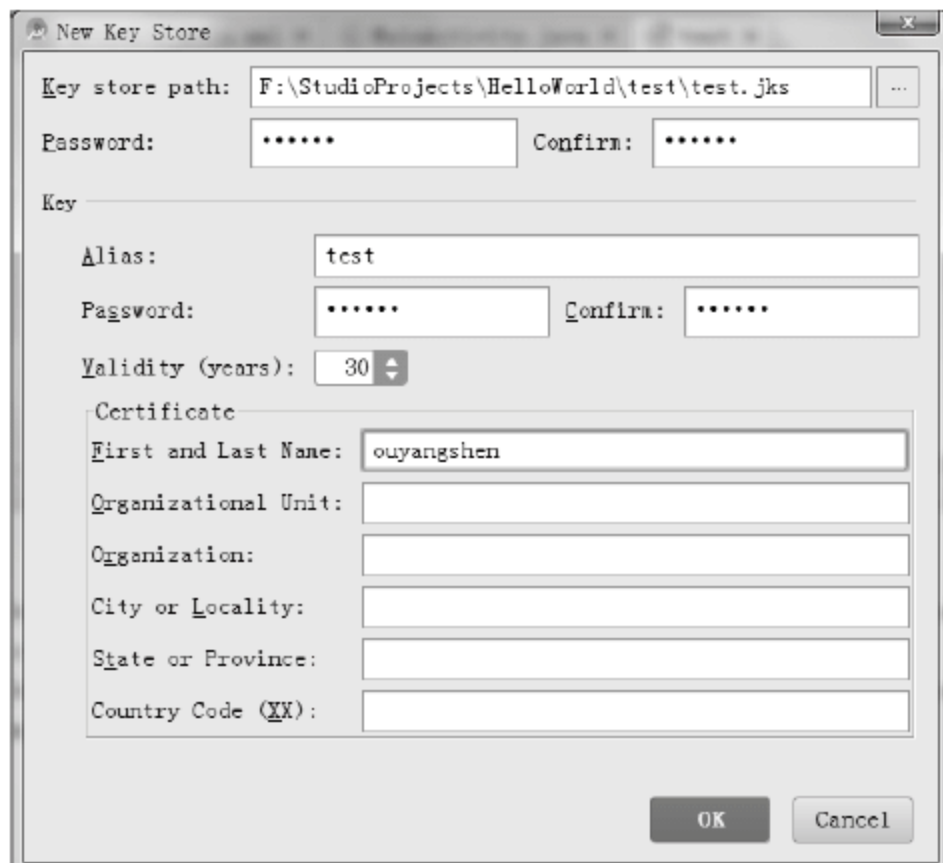 New Key Store
Key store path: F:\StudioProjects\HelloWorld\test\test.jks ...
Password: •••••• Confirm: ••••••
Key
Alias: test
Password: •••••• Confirm: ••••••
Validity (years): 30
Certificate
First and Last Name: ouyangshen
Organizational Unit:
Organization:
City or Locality:
State or Province:
Country Code (XX):
OK Cancel